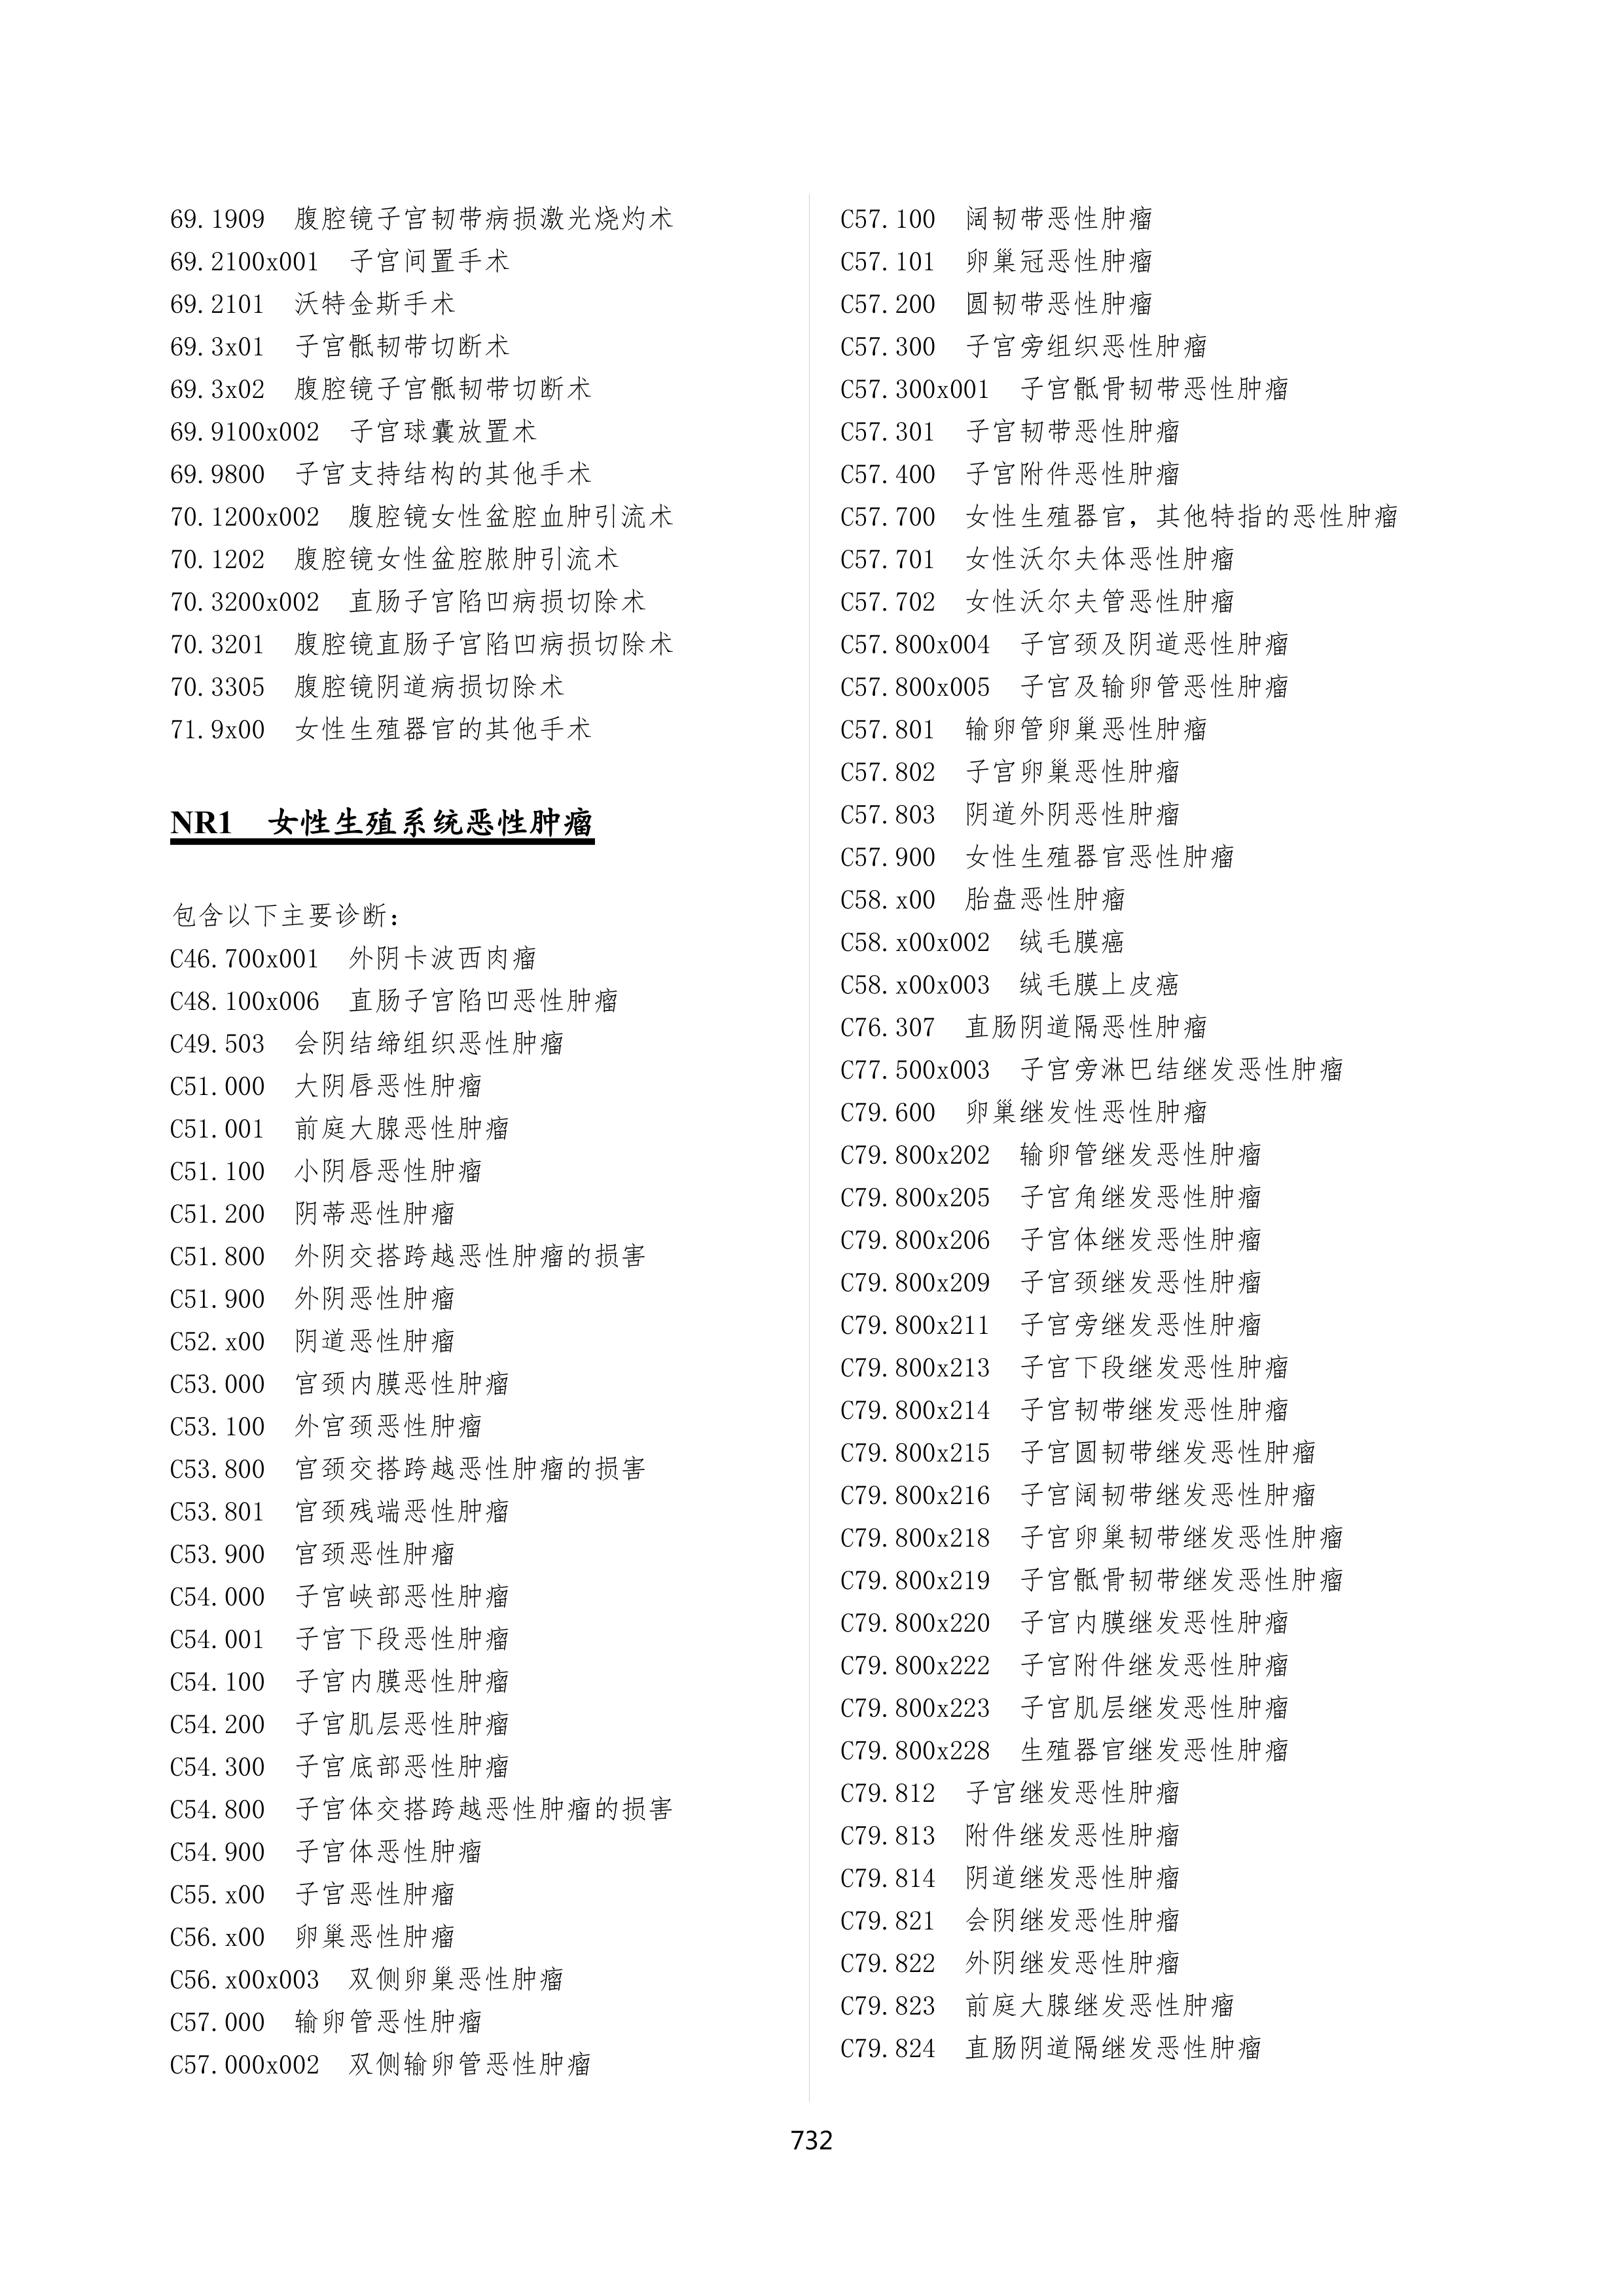 69.1909 腹腔镜子宫韧带病损激光烧灼术
69.2100x001 子宫间置手术
69.2101 沃特金斯手术
69.3x01 子宫骶韧带切断术
69.3x02 腹腔镜子宫骶韧带切断术
69.9100x002 子宫球囊放置术
69.9800 子宫支持结构的其他手术
70.1200x002 腹腔镜女性盆腔血肿引流术
70.1202 腹腔镜女性盆腔脓肿引流术
70.3200x002 直肠子宫陷凹病损切除术
70.3201 腹腔镜直肠子宫陷凹病损切除术
70.3305 腹腔镜阴道病损切除术
71.9x00 女性生殖器官的其他手术
NR1 女性生殖系统恶性肿瘤
包含以下主要诊断:
C46.700x001 外阴卡波西肉瘤
C48.100x006 直肠子宫陷凹恶性肿瘤
C49.503 会阴结缔组织恶性肿瘤
C51.000 大阴唇恶性肿瘤
C51.001 前庭大腺恶性肿瘤
C51.100 小阴唇恶性肿瘤
C51.200 阴蒂恶性肿瘤
C51.800 外阴交搭跨越恶性肿瘤的损害
C51.900 外阴恶性肿瘤
C52.x00 阴道恶性肿瘤
C53.000 宫颈内膜恶性肿瘤
C53.100 外宫颈恶性肿瘤
C53.800 宫颈交搭跨越恶性肿瘤的损害
C53.801 宫颈残端恶性肿瘤
C53.900 宫颈恶性肿瘤
C54.000 子宫峡部恶性肿瘤
C54.001 子宫下段恶性肿瘤
C54.100 子宫内膜恶性肿瘤
C54.200 子宫肌层恶性肿瘤
C54.300 子宫底部恶性肿瘤
C54.800 子宫体交搭跨越恶性肿瘤的损害
C54.900 子宫体恶性肿瘤
C55.x00 子宫恶性肿瘤
C56.x00 卵巢恶性肿瘤
C56.x00x003 双侧卵巢恶性肿瘤
C57.000 输卵管恶性肿瘤
C57.000x002 双侧输卵管恶性肿瘤
C57.100 阔韧带恶性肿瘤
C57.101 卵巢冠恶性肿瘤
C57.200 圆韧带恶性肿瘤
C57.300 子宫旁组织恶性肿瘤
C57.300x001 子宫骶骨韧带恶性肿瘤
C57.301 子宫韧带恶性肿瘤
C57.400 子宫附件恶性肿瘤
C57.700 女性生殖器官，其他特指的恶性肿瘤
C57.701 女性沃尔夫体恶性肿瘤
C57.702 女性沃尔夫管恶性肿瘤
C57.800x004 子宫颈及阴道恶性肿瘤
C57.800x005 子宫及输卵管恶性肿瘤
C57.801 输卵管卵巢恶性肿瘤
C57.802 子宫卵巢恶性肿瘤
C57.803 阴道外阴恶性肿瘤
C57.900 女性生殖器官恶性肿瘤
C58.x00 胎盘恶性肿瘤
C58.x00x002 绒毛膜癌
C58.x00x003 绒毛膜上皮癌
C76.307 直肠阴道隔恶性肿瘤
C77.500x003 子宫旁淋巴结继发恶性肿瘤
C79.600 卵巢继发性恶性肿瘤
C79.800x202 输卵管继发恶性肿瘤
C79.800x205 子宫角继发恶性肿瘤
C79.800x206 子宫体继发恶性肿瘤
C79.800x209 子宫颈继发恶性肿瘤
C79.800x211 子宫旁继发恶性肿瘤
C79.800x213 子宫下段继发恶性肿瘤
C79.800x214 子宫韧带继发恶性肿瘤
C79.800x215 子宫圆韧带继发恶性肿瘤
C79.800x216 子宫阔韧带继发恶性肿瘤
C79.800x218 子宫卵巢韧带继发恶性肿瘤
C79.800x219 子宫骶骨韧带继发恶性肿瘤
C79.800x220 子宫内膜继发恶性肿瘤
C79.800x222 子宫附件继发恶性肿瘤
C79.800x223 子宫肌层继发恶性肿瘤
C79.800x228 生殖器官继发恶性肿瘤
C79.812 子宫继发恶性肿瘤
C79.813 附件继发恶性肿瘤
C79.814 阴道继发恶性肿瘤
C79.821 会阴继发恶性肿瘤
C79.822 外阴继发恶性肿瘤
C79.823 前庭大腺继发恶性肿瘤
C79.824 直肠阴道隔继发恶性肿瘤
732